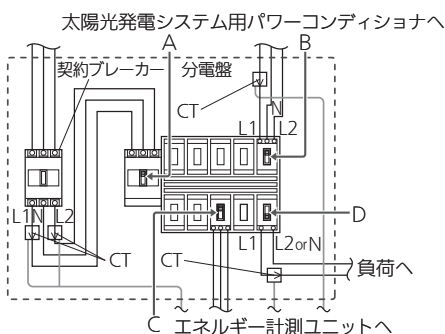 太陽光発電システム用パワーコンディショナへ
A
B
契約ブレーカー
分電盤
CT
N
L1
L2
L1
N
L2
D
L1
L2orN
CT
CT
負荷へ
C
エネルギー計測ユニットへ